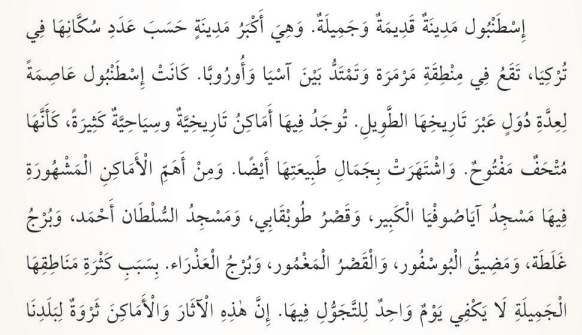 إِسْطَنْبُول مَدِينَةٌ قَدِيمَةٌ وَجَمِيلَةٌ. وَهِيَ أَكْبَرُ مَدِينَةٍ حَسَبَ عَدَدِ سُكَّانِهَا فِي
تُرْكِيَا، تَقَعُ فِي مِنْطِقَةِ مَرْمَرَة وَتَمْتَدُّ بَيْنَ آسْيَا وَأُورُوبَّا. كَانَتْ إِسْطَنْبُول عَاصِمَةً
لِعِدَّةِ دُوَلٍ عَبْرَ تَارِيخِهَا الطَّوِيلِ. تُوجَدُ فِيهَا أَمَاكِنُ تَارِيخِيَّةٌ وسِيَاحِيَّةٌ كَثِيرَةٌ، كَأَنَّهَا
مُتْحَفٌ مَفْتُوحٌ. وَاشْتَهَرَتْ بِجَمَالِ طَبِيعَتِهَا أَيْضًا. وَمِنْ أَهَمِّ الْأَمَاكِنِ الْمَشْهُورَةِ
فِيهَا مَسْجِدُ آيَاصُوفْيَا الْكَبِير، وَقَصْرُ طُوبْقَابِي، وَمَسْجِدُ السُّلْطَان أَحْمَد، وَبُرْجُ
غَلَطَة، وَمَضِيقُ الْبُوسْفُور، وَالْقَصْرُ الْمَغْمُور، وَبُرْجُ الْعَذْرَاء. بِسَبَبِ كَثْرَةِ مَنَاطِقِهَا
الْجَمِيلَةِ لَا يَكْفِي يَوْمٌ وَاحِدٌ لِلتَّجَوُّلِ فِيهَا. إِنَّ هٰذِهِ الْآثَارَ وَالْأَمَاكِنَ ثَرْوَةٌ لِبَلَدِنَا